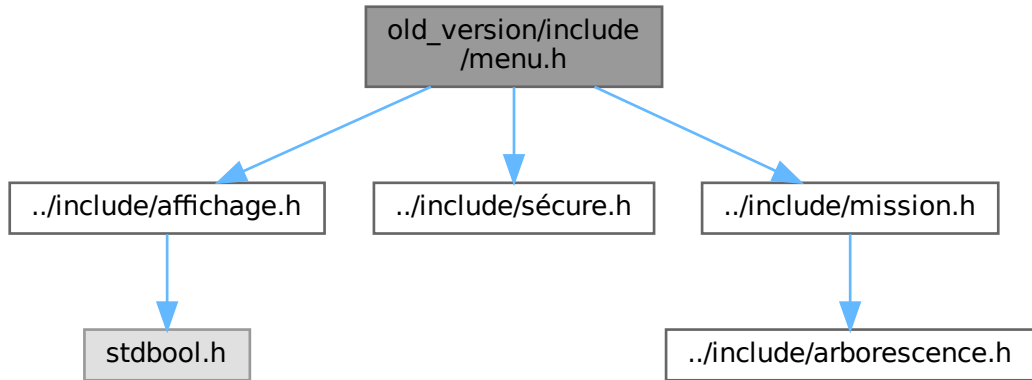 old_version/include
/menu.h
../include/affichage.h
../include/sécure.h
../include/mission.h
stdbool.h
../include/arborescence.h